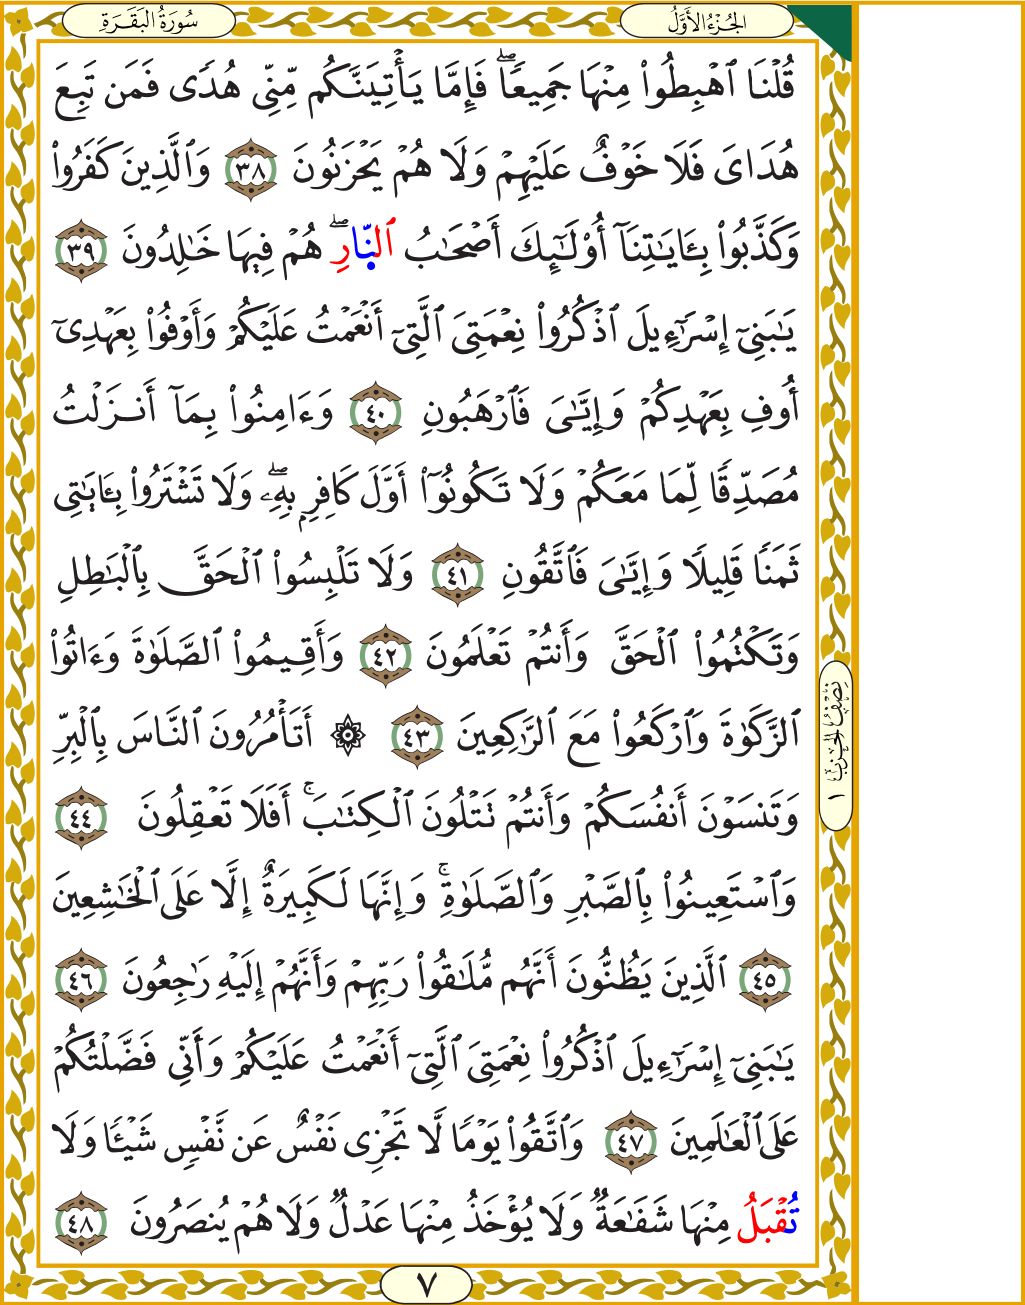 الجُزْءُ الأَوَّلُ
سُورَةُ البَقَرَةِ
قُلْنَا ٱهْبِطُوا۟ مِنْهَا جَمِيعًۭا ۖ فَإِمَّا يَأْتِيَنَّكُم مِّنِّى هُدًۭى فَمَن تَبِعَ
هُدَاىَ فَلَا خَوْفٌ عَلَيْهِمْ وَلَا هُمْ يَحْزَنُونَ ٣٨ وَٱلَّذِينَ كَفَرُوا۟
وَكَذَّبُوا۟ بِـَٔايَـٰتِنَآ أُو۟لَـٰٓئِكَ أَصْحَـٰبُ ٱلنَّارِ ۖ هُمْ فِيهَا خَـٰلِدُونَ ٣٩
يَـٰبَنِىٓ إِسْرَٰٓءِيلَ ٱذْكُرُوا۟ نِعْمَتِىَ ٱلَّتِىٓ أَنْعَمْتُ عَلَيْكُمْ وَأَوْفُوا۟ بِعَهْدِىٓ
أُوفِ بِعَهْدِكُمْ وَإِيَّـٰىَ فَٱرْهَبُونِ ٤٠ وَءَامِنُوا۟ بِمَآ أَنزَلْتُ
مُصَدِّقًۭا لِّمَا مَعَكُمْ وَلَا تَكُونُوٓا۟ أَوَّلَ كَافِرٍۭ بِهِۦ ۖ وَلَا تَشْتَرُوا۟ بِـَٔايَـٰتِى
ثَمَنًۭا قَلِيلًۭا وَإِيَّـٰىَ فَٱتَّقُونِ ٤١ وَلَا تَلْبِسُوا۟ ٱلْحَقَّ بِٱلْبَـٰطِلِ
وَتَكْتُمُوا۟ ٱلْحَقَّ وَأَنتُمْ تَعْلَمُونَ ٤٢ وَأَقِيمُوا۟ ٱلصَّلَوٰةَ وَءَاتُوا۟
ٱلزَّكَوٰةَ وَٱرْكَعُوا۟ مَعَ ٱلرَّٰكِعِينَ ٤٣ ۞ أَتَأْمُرُونَ ٱلنَّاسَ بِٱلْبِرِّ
وَتَنسَوْنَ أَنفُسَكُمْ وَأَنتُمْ تَتْلُونَ ٱلْكِتَـٰبَ ۚ أَفَلَا تَعْقِلُونَ ٤٤
وَٱسْتَعِينُوا۟ بِٱلصَّبْرِ وَٱلصَّلَوٰةِ ۚ وَإِنَّهَا لَكَبِيرَةٌ إِلَّا عَلَى ٱلْخَـٰشِعِينَ
٤٥ ٱلَّذِينَ يَظُنُّونَ أَنَّهُم مُّلَـٰقُوا۟ رَبِّهِمْ وَأَنَّهُمْ إِلَيْهِ رَٰجِعُونَ ٤٦
يَـٰبَنِىٓ إِسْرَٰٓءِيلَ ٱذْكُرُوا۟ نِعْمَتِىَ ٱلَّتِىٓ أَنْعَمْتُ عَلَيْكُمْ وَأَنِّى فَضَّلْتُكُمْ
عَلَى ٱلْعَـٰلَمِينَ ٤٧ وَٱتَّقُوا۟ يَوْمًۭا لَّا تَجْزِى نَفْسٌ عَن نَّفْسٍۢ شَيْـًۭٔا وَلَا
تُقْبَلُ مِنْهَا شَفَـٰعَةٌۭ وَلَا يُؤْخَذُ مِنْهَا عَدْلٌۭ وَلَا هُمْ يُنصَرُونَ ٤٨
نِصْفُ الحِزْبِ ١
٧